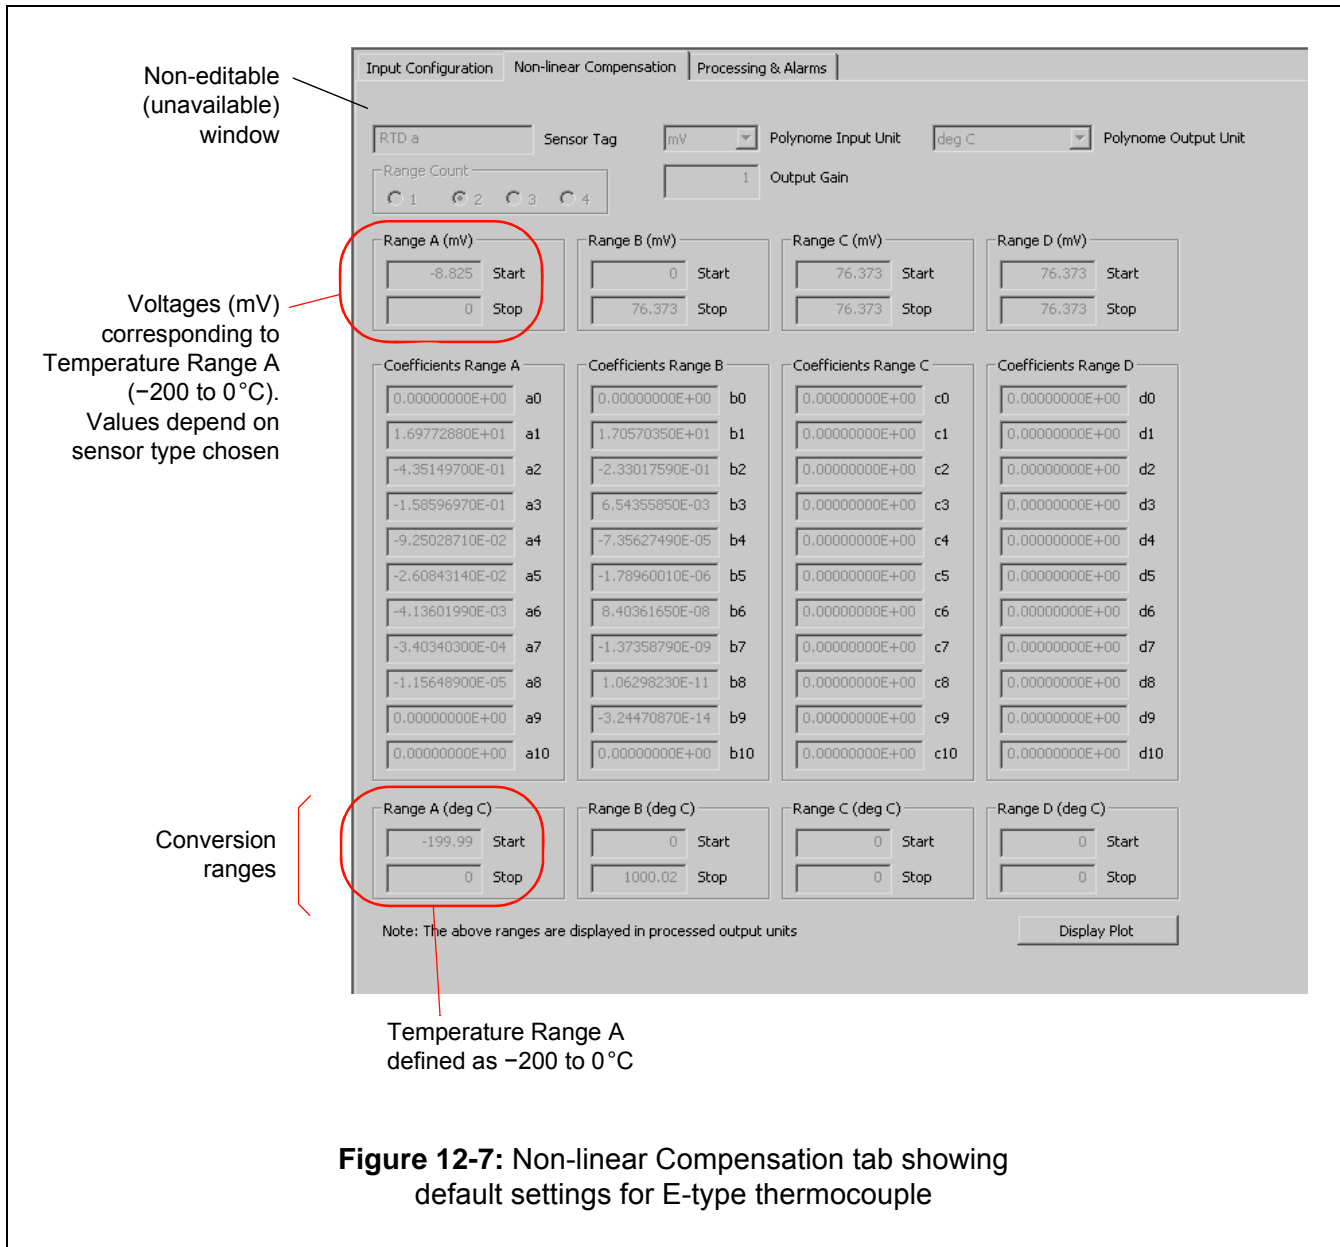 Input Configuration Non-linear Compensation Processing & Alarms
Non-editable
(unavailable)
window
RTD a Sensor Tag mV Polynome Input Unit deg C Polynome Output Unit
Range Count
1 2 3 4
1 Output Gain
Range A (mV) Range B (mV) Range C (mV) Range D (mV)
-8.825 Start 0 Start 76.373 Start 76.373 Start
0 Stop 76.373 Stop 76.373 Stop 76.373 Stop
Voltages (mV)
corresponding to
Temperature Range A
(−200 to 0°C).
Values depend on
sensor type chosen
Coefficients Range A Coefficients Range B Coefficients Range C Coefficients Range D
0.00000000E+00 a0 0.00000000E+00 b0 0.00000000E+00 c0 0.00000000E+00 d0
1.69772880E+01 a1 1.70570350E+01 b1 0.00000000E+00 c1 0.00000000E+00 d1
-4.35149700E-01 a2 -2.33017590E-01 b2 0.00000000E+00 c2 0.00000000E+00 d2
-1.58596970E-01 a3 6.54355850E-03 b3 0.00000000E+00 c3 0.00000000E+00 d3
-9.25028710E-02 a4 -7.35627490E-05 b4 0.00000000E+00 c4 0.00000000E+00 d4
-2.60843140E-02 a5 -1.78960010E-06 b5 0.00000000E+00 c5 0.00000000E+00 d5
-4.13601990E-03 a6 8.40361650E-08 b6 0.00000000E+00 c6 0.00000000E+00 d6
-3.40340300E-04 a7 -1.37358790E-09 b7 0.00000000E+00 c7 0.00000000E+00 d7
-1.15648900E-05 a8 1.06298230E-11 b8 0.00000000E+00 c8 0.00000000E+00 d8
0.00000000E+00 a9 -3.24470870E-14 b9 0.00000000E+00 c9 0.00000000E+00 d9
0.00000000E+00 a10 0.00000000E+00 b10 0.00000000E+00 c10 0.00000000E+00 d10
Conversion
ranges
Range A (deg C) Range B (deg C) Range C (deg C) Range D (deg C)
-199.99 Start 0 Start 0 Start 0 Start
0 Stop 1000.02 Stop 0 Stop 0 Stop
Note: The above ranges are displayed in processed output units Display Plot
Temperature Range A
defined as −200 to 0°C
Figure 12-7: Non-linear Compensation tab showing
default settings for E-type thermocouple